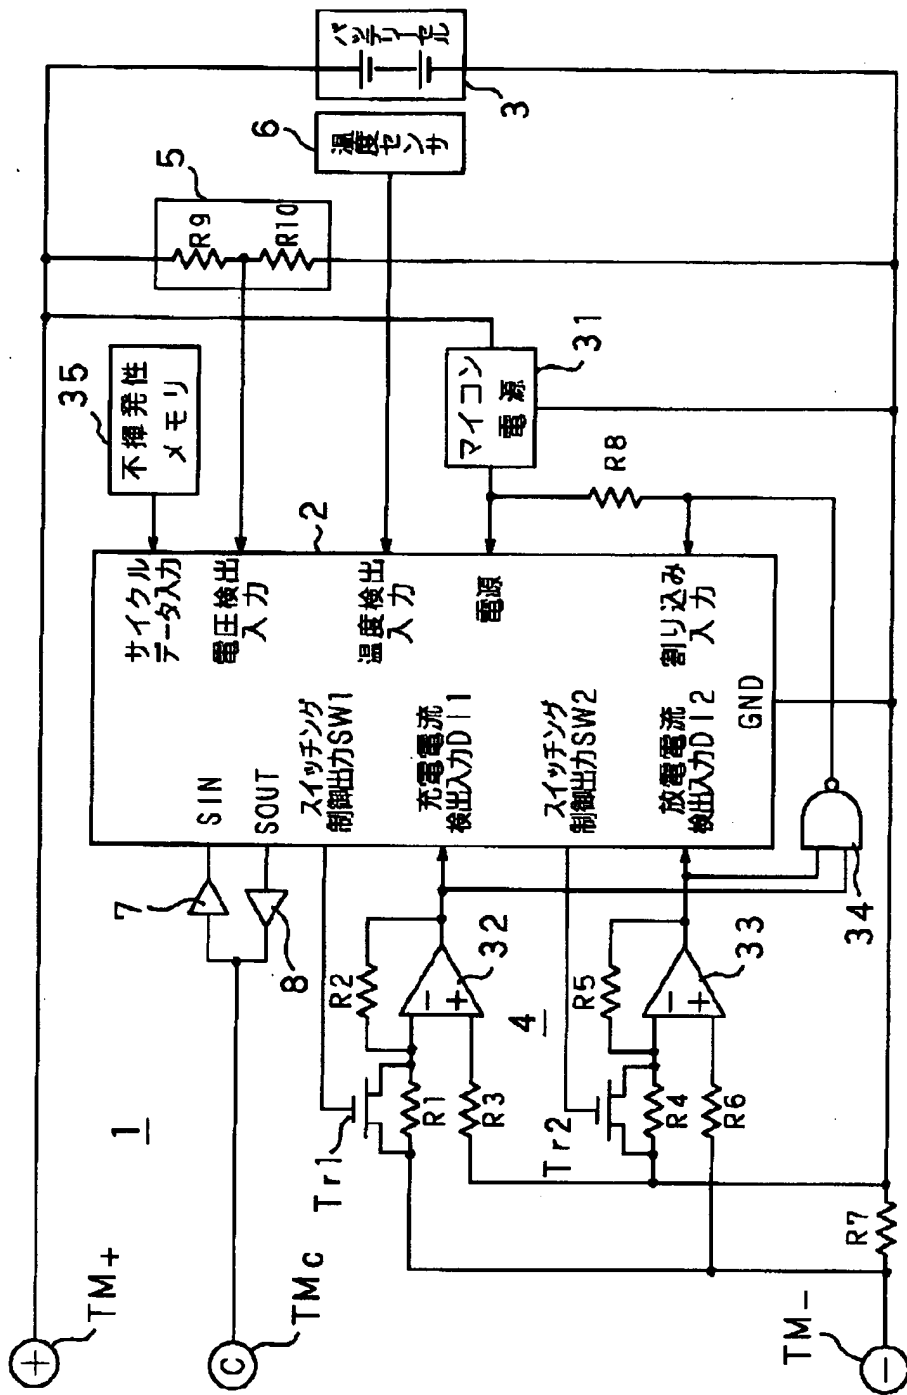 TM+
+
1
TMC
C
TM-
-
7
8
SIN
SOUT
サイクル
データ入力
電圧検出
入力
スイッチング
制御出力SW1
温度検出
入力
充電電流
検出入力DI1
電源
スイッチング
制御出力SW2
割り込み
入力
放電電流
検出入力DI2
GND
2
35
不揮発性
メモリ
5
R9
R10
6
温度センサ
バッテリーセル
3
マイコン
電源
31
R8
Tr1
R1
R2
R3
-
+
32
4
Tr2
R4
R5
R6
-
+
33
34
R7